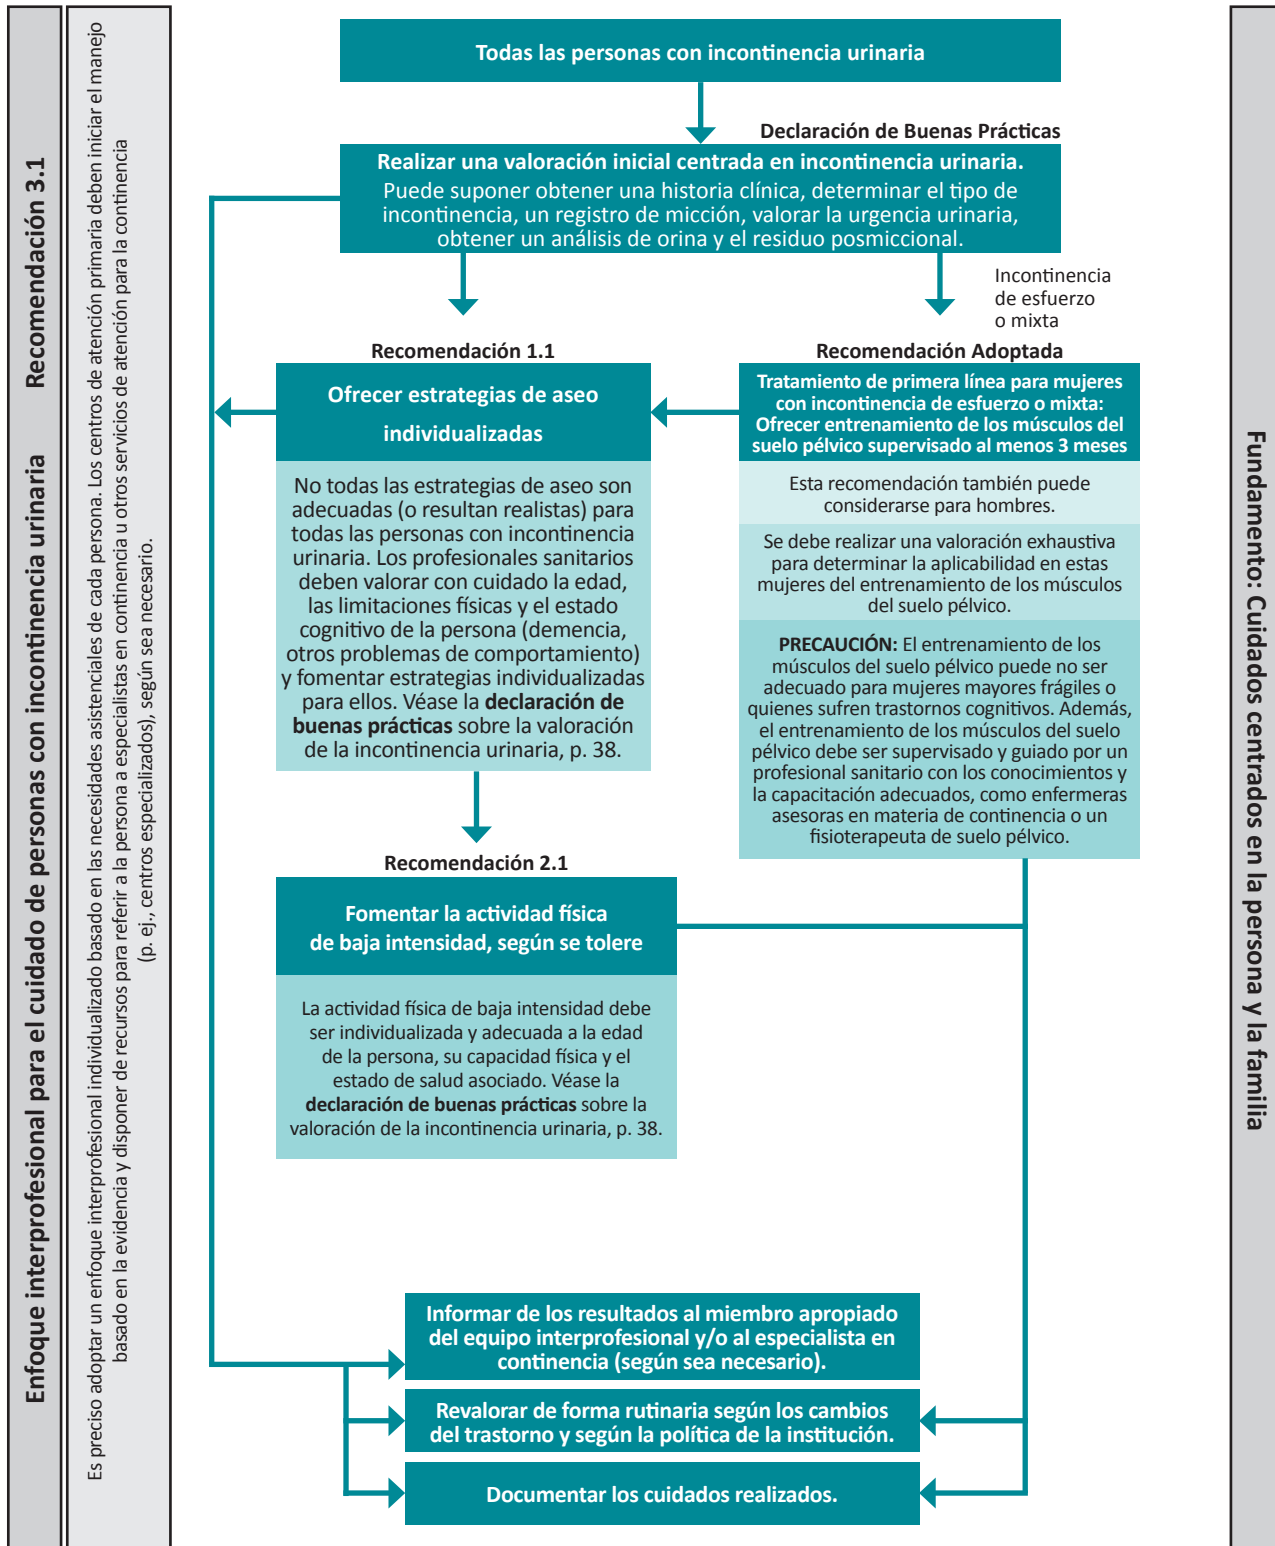 Enfoque interprofesional para el cuidado de personas con incontinencia urinaria Recomendación 3.1
Es preciso adoptar un enfoque interprofesional individualizado basado en las necesidades asistenciales de cada persona. Los centros de atención primaria deben iniciar el manejo
basado en la evidencia y disponer de recursos para referir a la persona a especialistas en continencia u otros servicios de atención para la continencia
(p. ej., centros especializados), según sea necesario.
Todas las personas con incontinencia urinaria
Declaración de Buenas Prácticas
Realizar una valoración inicial centrada en incontinencia urinaria.
Puede suponer obtener una historia clínica, determinar el tipo de
incontinencia, un registro de micción, valorar la urgencia urinaria,
obtener un análisis de orina y el residuo posmiccional.
Incontinencia
de esfuerzo
o mixta
Recomendación 1.1
Ofrecer estrategias de aseo
individualizadas
No todas las estrategias de aseo son
adecuadas (o resultan realistas) para
todas las personas con incontinencia
urinaria. Los profesionales sanitarios
deben valorar con cuidado la edad,
las limitaciones físicas y el estado
cognitivo de la persona (demencia,
otros problemas de comportamiento)
y fomentar estrategias individualizadas
para ellos. Véase la declaración de
buenas prácticas sobre la valoración
de la incontinencia urinaria, p. 38.
Recomendación Adoptada
Tratamiento de primera línea para mujeres
con incontinencia de esfuerzo o mixta:
Ofrecer entrenamiento de los músculos del
suelo pélvico supervisado al menos 3 meses
Esta recomendación también puede
considerarse para hombres.
Se debe realizar una valoración exhaustiva
para determinar la aplicabilidad en estas
mujeres del entrenamiento de los músculos
del suelo pélvico.
PRECAUCIÓN: El entrenamiento de los
músculos del suelo pélvico puede no ser
adecuado para mujeres mayores frágiles o
quienes sufren trastornos cognitivos. Además,
el entrenamiento de los músculos del suelo
pélvico debe ser supervisado y guiado por un
profesional sanitario con los conocimientos y
la capacitación adecuados, como enfermeras
asesoras en materia de continencia o un
fisioterapeuta de suelo pélvico.
Recomendación 2.1
Fomentar la actividad física
de baja intensidad, según se tolere
La actividad física de baja intensidad debe
ser individualizada y adecuada a la edad
de la persona, su capacidad física y el
estado de salud asociado. Véase la
declaración de buenas prácticas sobre la
valoración de la incontinencia urinaria, p. 38.
Informar de los resultados al miembro apropiado
del equipo interprofesional y/o al especialista en
continencia (según sea necesario).
Revalorar de forma rutinaria según los cambios
del trastorno y según la política de la institución.
Documentar los cuidados realizados.
Fundamento: Cuidados centrados en la persona y la familia